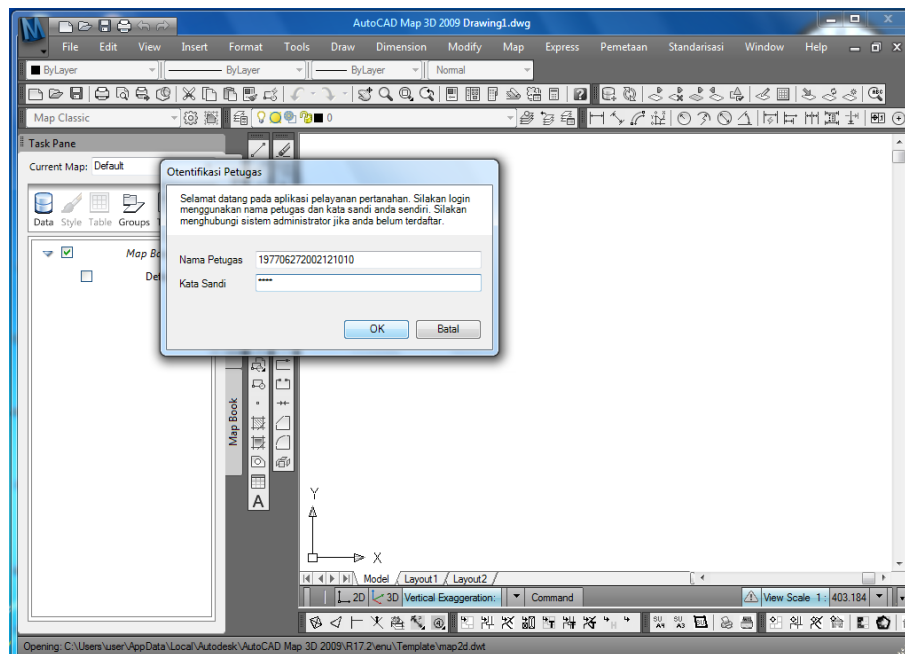 AutoCAD Map 3D 2009 Drawing1.dwg
File Edit View Insert Format Tools Draw Dimension Modify Map Express Pemetaan Standarisasi Window Help
ByLayer ByLayer ByLayer Normal
Map Classic 0
Task Pane
Current Map: Default
Data Style Table Groups
Map Bo
De
Otentifikasi Petugas
Selamat datang pada aplikasi pelayanan pertanahan. Silakan login
menggunakan nama petugas dan kata sandi anda sendiri. Silakan
menghubungi sistem administrator jika anda belum terdaftar.
Nama Petugas 197706272002121010
Kata Sandi ****
OK Batal
Map Book
A
Y
X
Model Layout1 Layout2
2D 3D Vertical Exaggeration: Command View Scale 1 : 403.184
Opening: C:\Users\user\AppData\Local\Autodesk\AutoCAD Map 3D 2009\R17.2\enu\Template\map2d.dwt